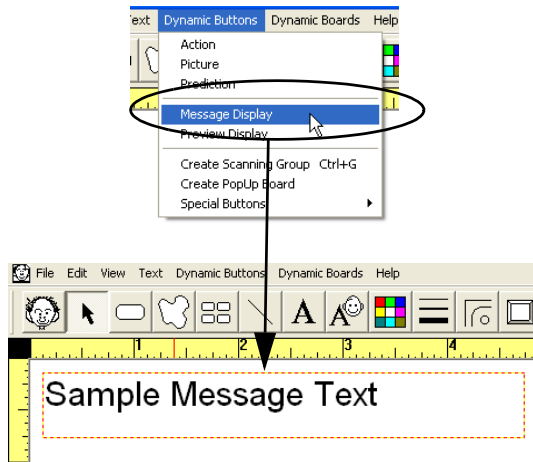 ext Dynamic Buttons Dynamic Boards Help
Action
Picture
Prediction
Message Display
Preview Display
Create Scanning Group Ctrl+G
Create PopUp Board
Special Buttons
File Edit View Text Dynamic Buttons Dynamic Boards Help
A A
1 2 3 4
Sample Message Text